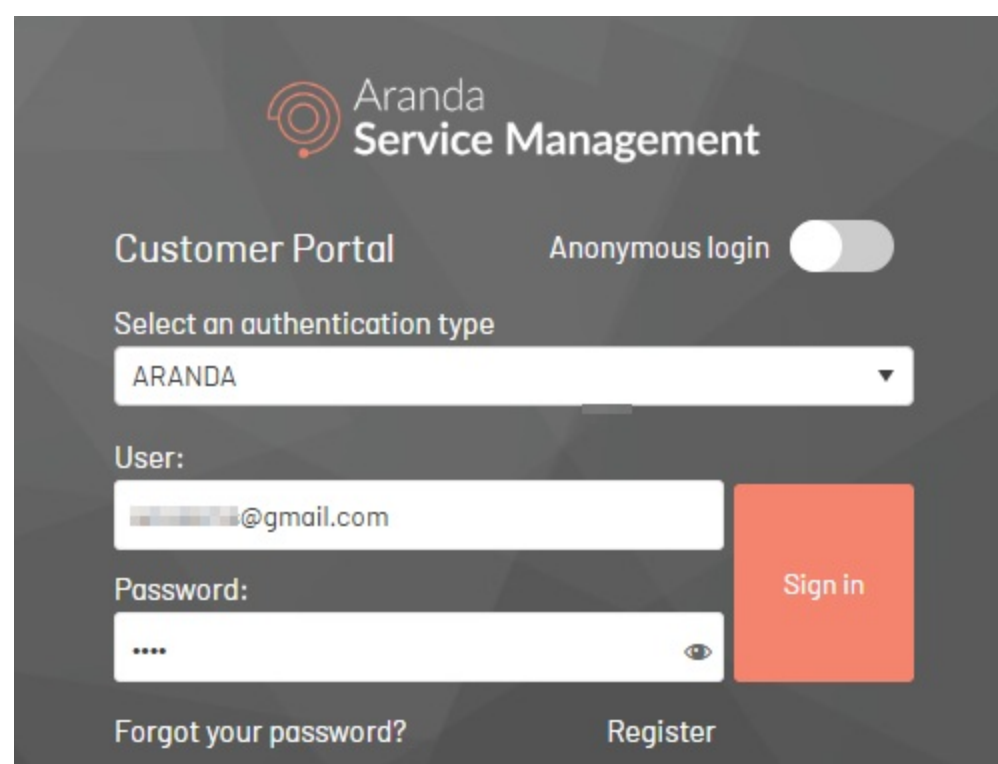 Aranda
Service Management
Customer Portal
Anonymous login
Select an authentication type
ARANDA
User:
@gmail.com
Password:
••••
Sign in
Forgot your password?
Register